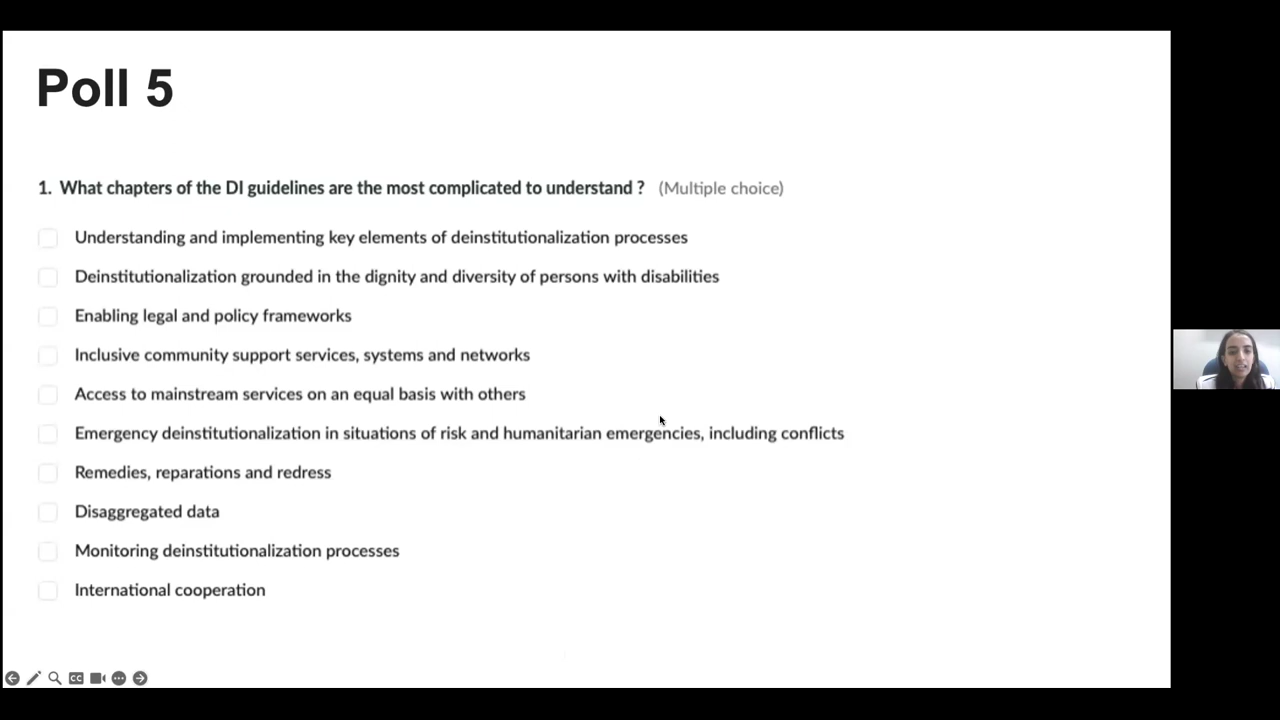 Poll 5
1. What chapters of the DI guidelines are the most complicated to understand ? (Multiple choice)
Understanding and implementing key elements of deinstitutionalization processes
Deinstitutionalization grounded in the dignity and diversity of persons with disabilities
Enabling legal and policy frameworks
Inclusive community support services, systems and networks
Access to mainstream services on an equal basis with others
Emergency deinstitutionalization in situations of risk and humanitarian emergencies, including conflicts
Remedies, reparations and redress
Disaggregated data
Monitoring deinstitutionalization processes
International cooperation
CC